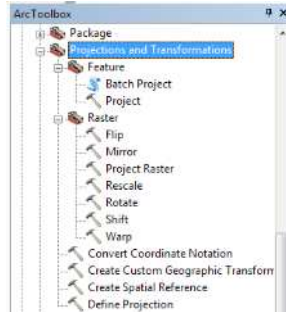 ArcToolbox
Package
Projections and Transformations
Feature
Batch Project
Project
Raster
Flip
Mirror
Project Raster
Rescale
Rotate
Shift
Warp
Convert Coordinate Notation
Create Custom Geographic Transform
Create Spatial Reference
Define Projection